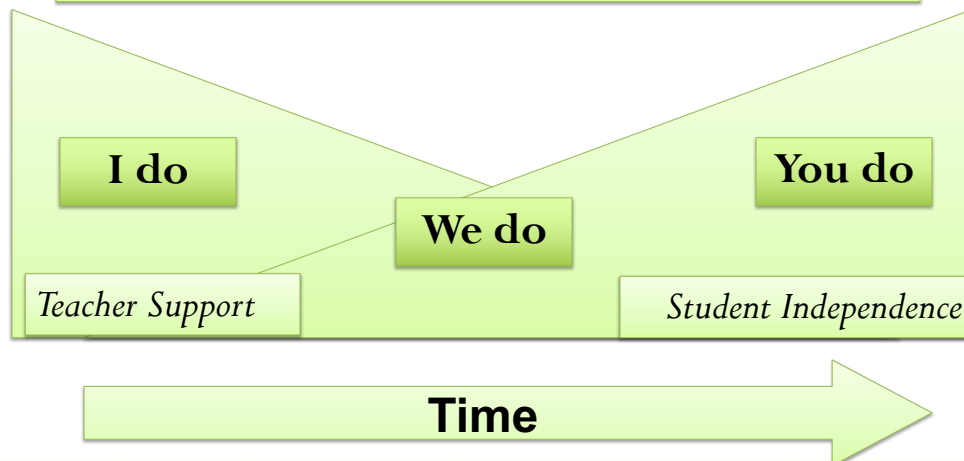 I do
You do
We do
Teacher Support
Student Independence
Time